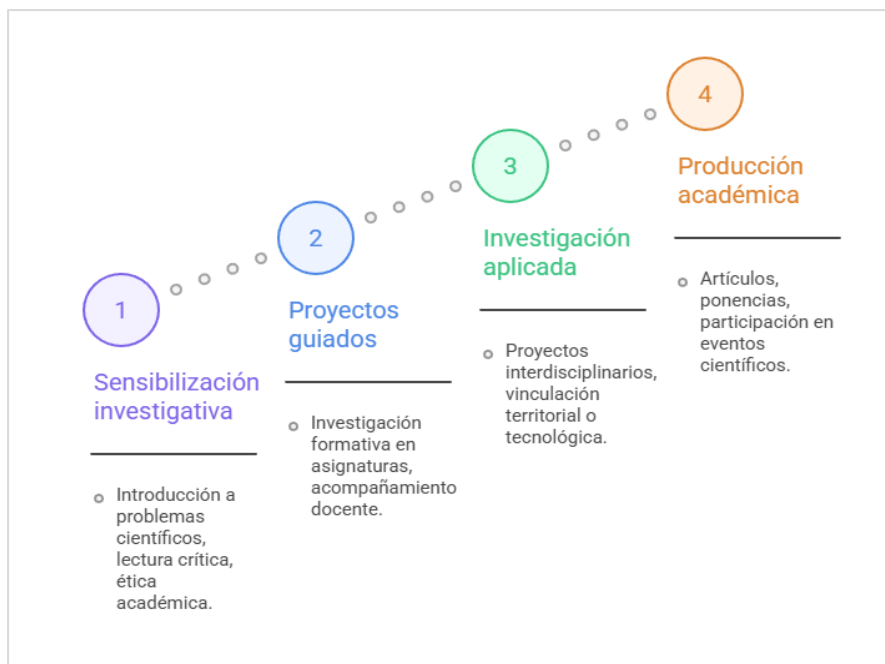 1
Sensibilización
investigativa
Introducción a
problemas
científicos,
lectura crítica,
ética
académica.
2
Proyectos
guiados
Investigación
formativa en
asignaturas,
acompañamiento
docente.
3
Investigación
aplicada
Proyectos
interdisciplinarios,
vinculación
territorial o
tecnológica.
4
Producción
académica
Artículos,
ponencias,
participación en
eventos
científicos.